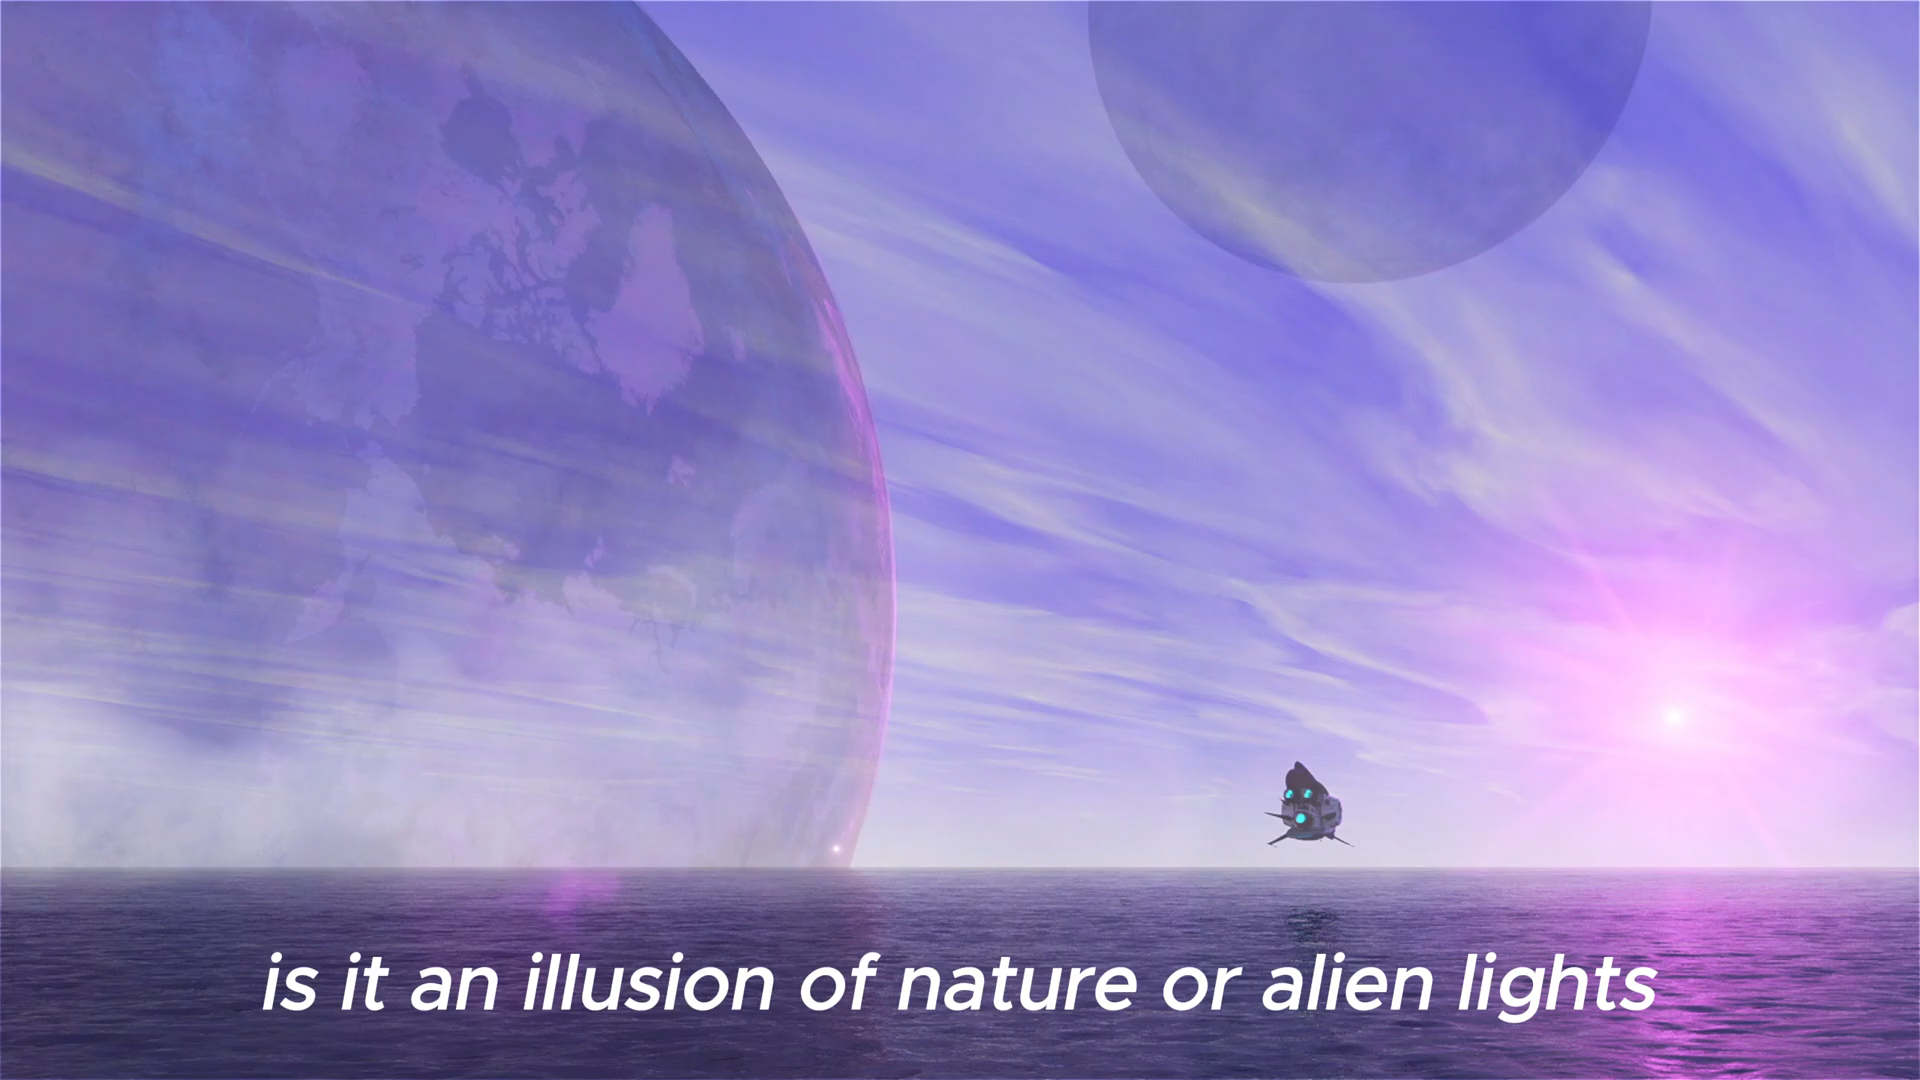 is it an illusion of nature or alien lights